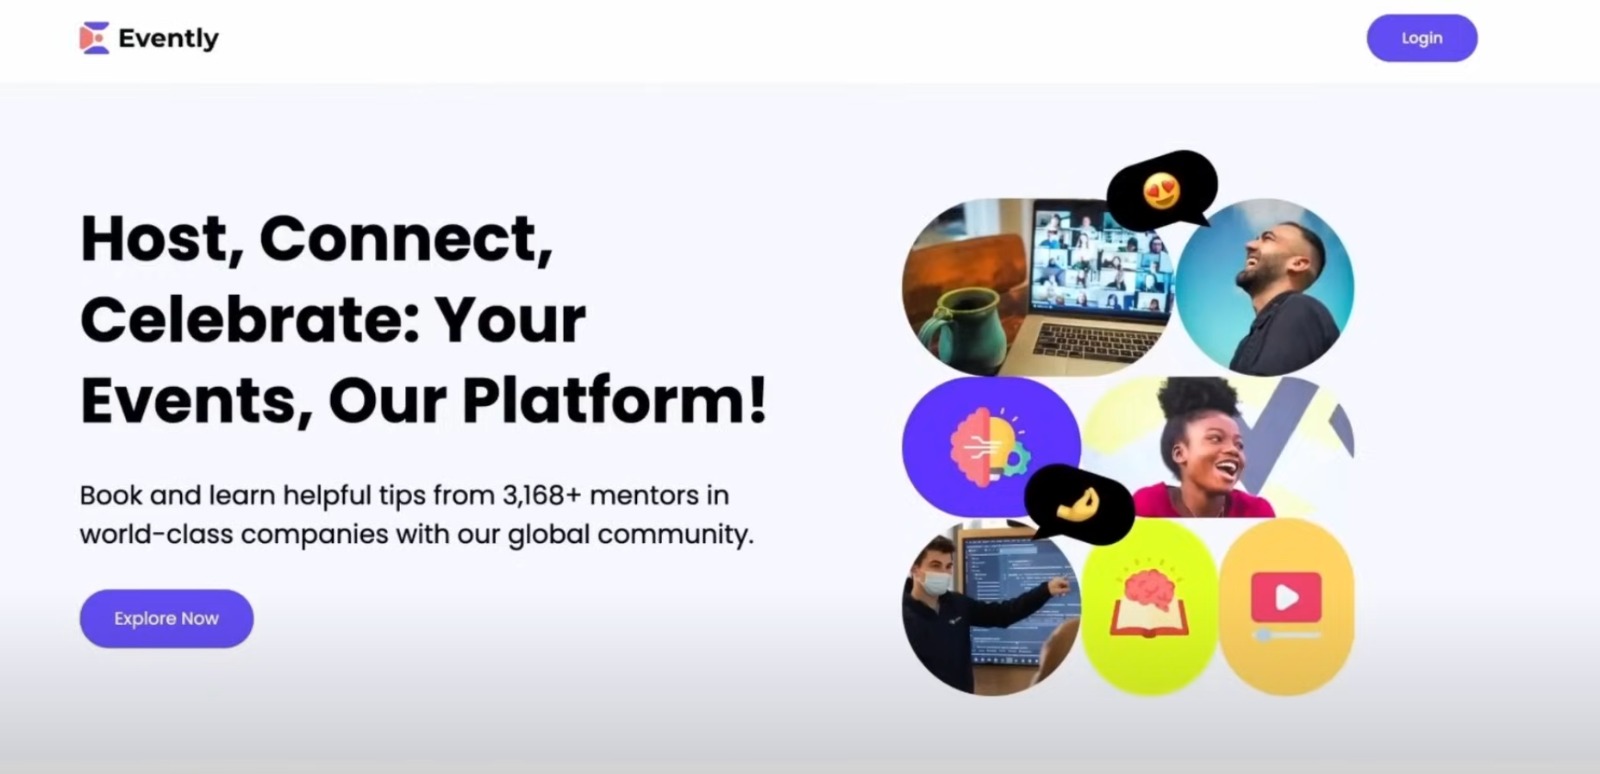 Evently
Login
Host, Connect,
Celebrate: Your
Events, Our Platform!
Book and learn helpful tips from 3,168+ mentors in
world-class companies with our global community.
Explore Now